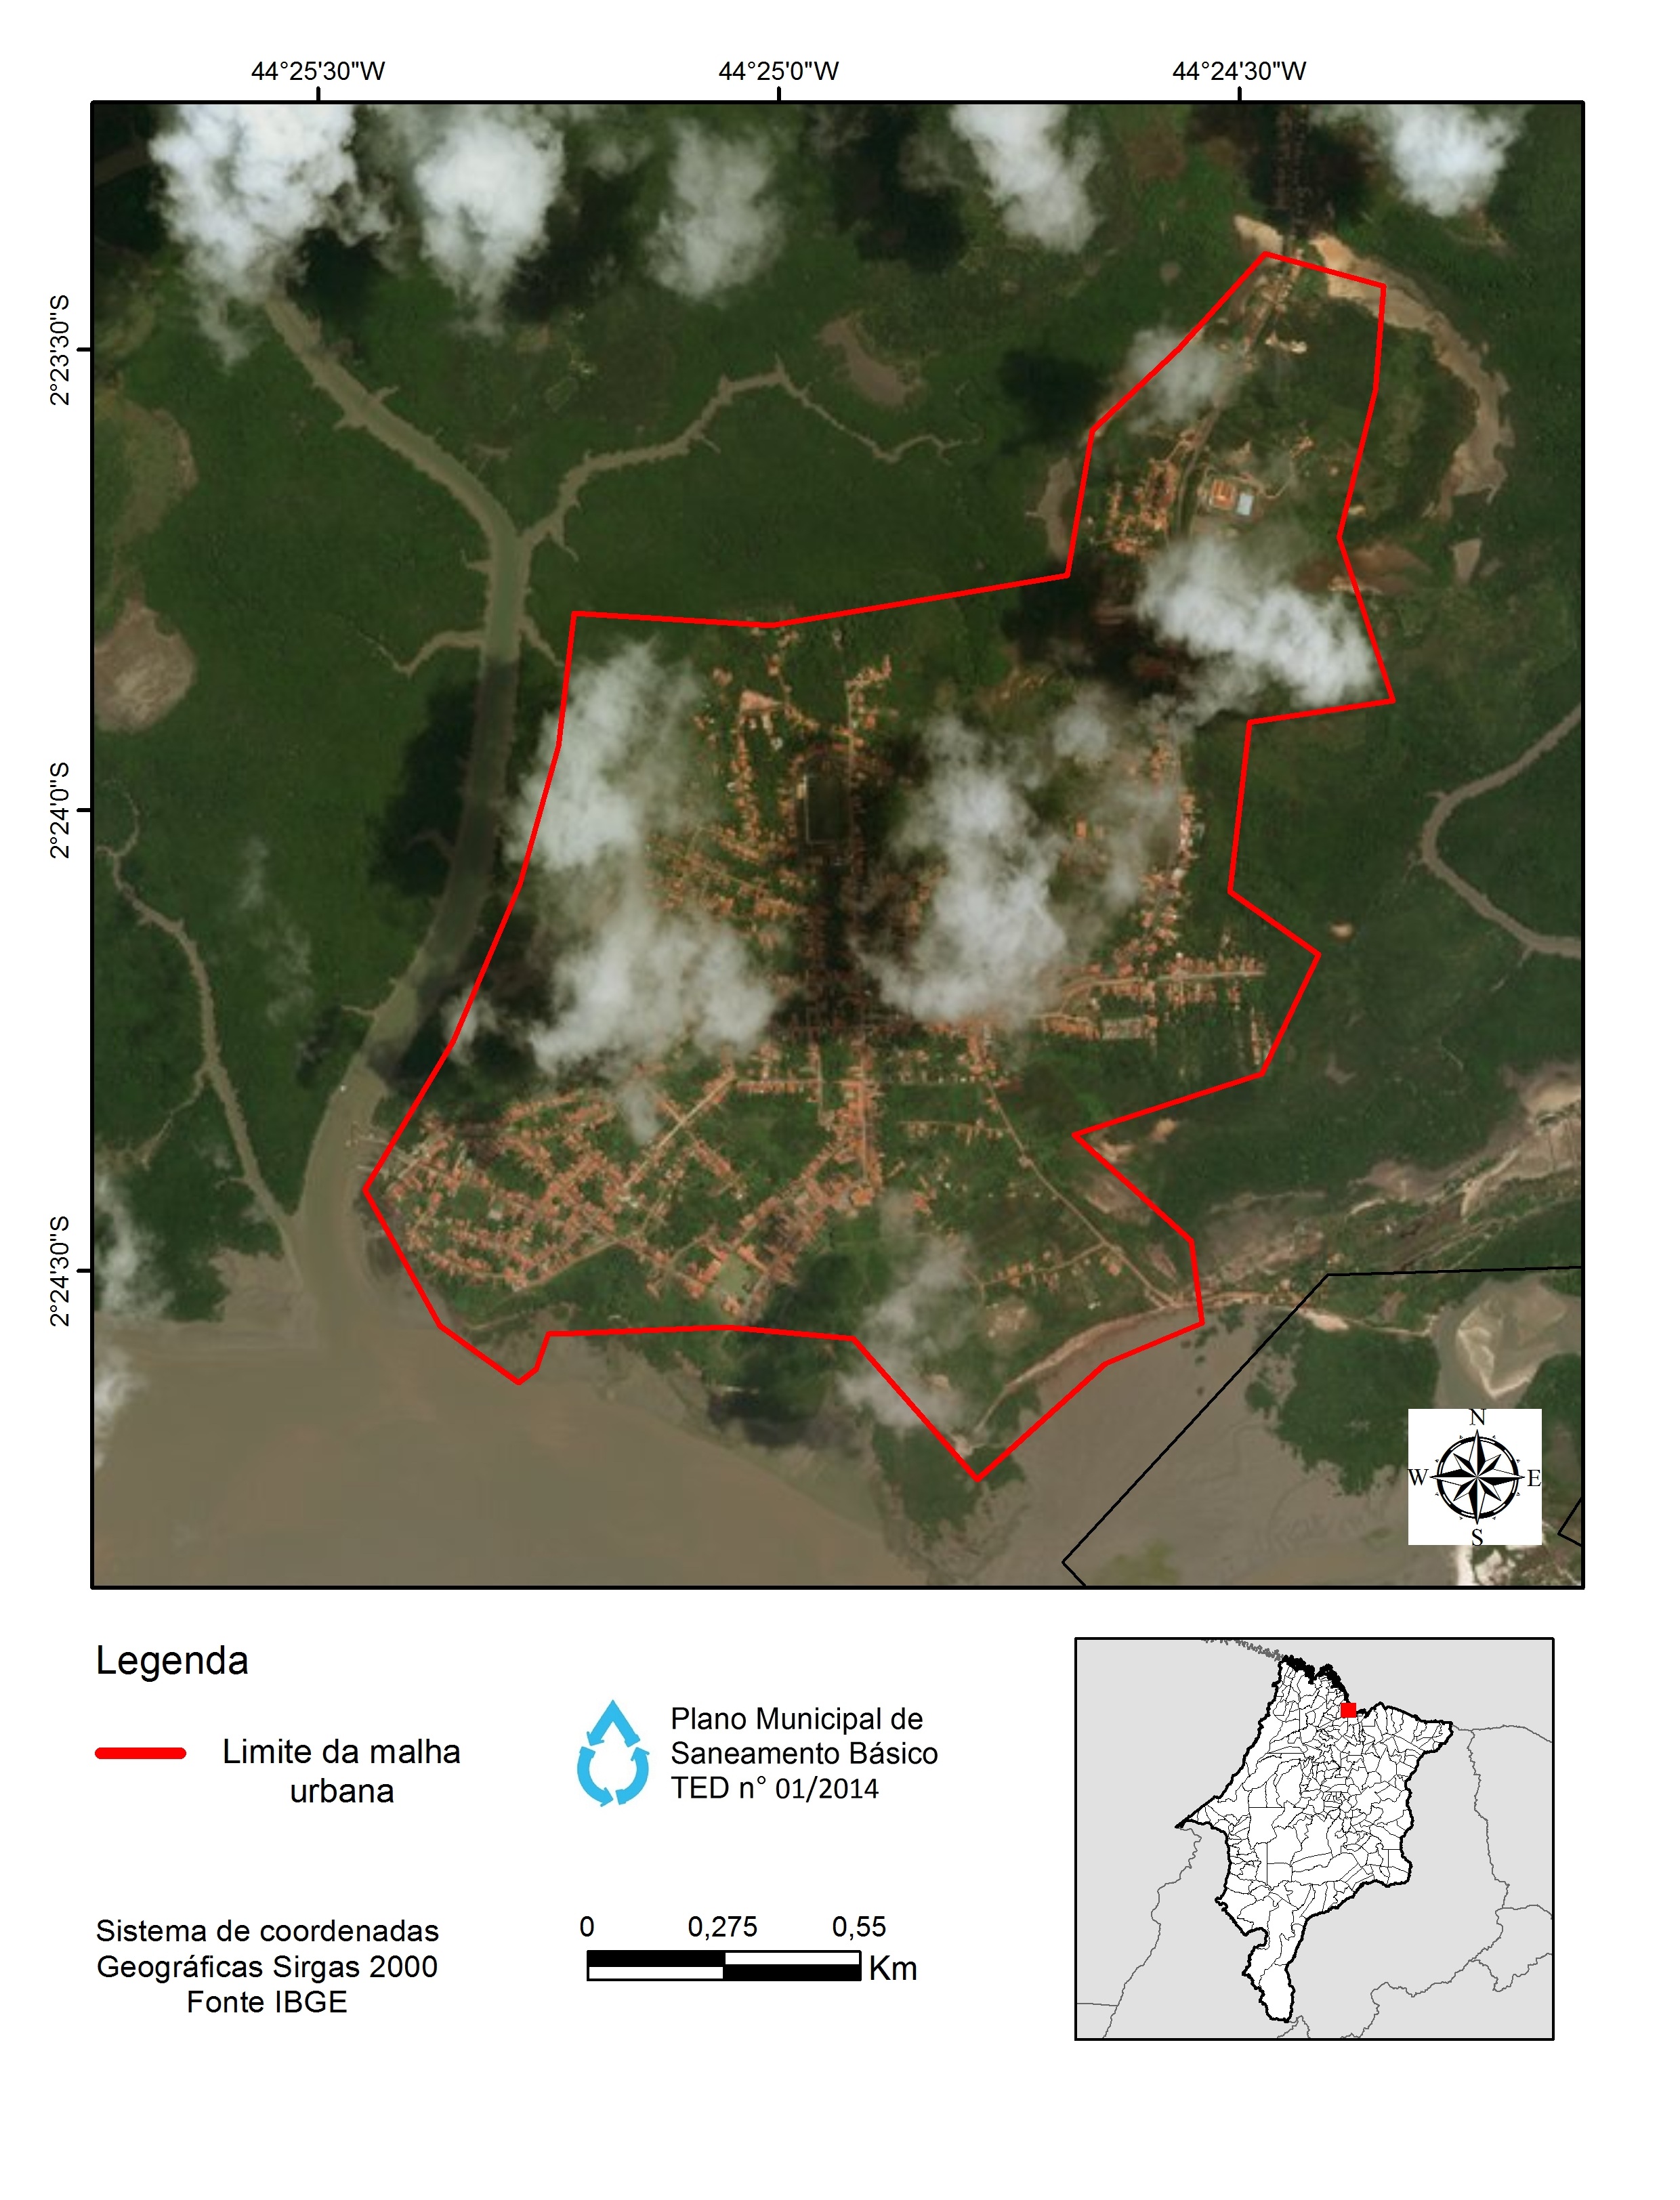 44°25'30"W
44°25'0"W
44°24'30"W
2°23'30"S
2°24'0"S
2°24'30"S
N
W
E
S
Legenda
Limite da malha
urbana
Plano Municipal de
Saneamento Básico
TED n° 01/2014
Sistema de coordenadas
Geográficas Sirgas 2000
Fonte IBGE
0
0,275
0,55
Km